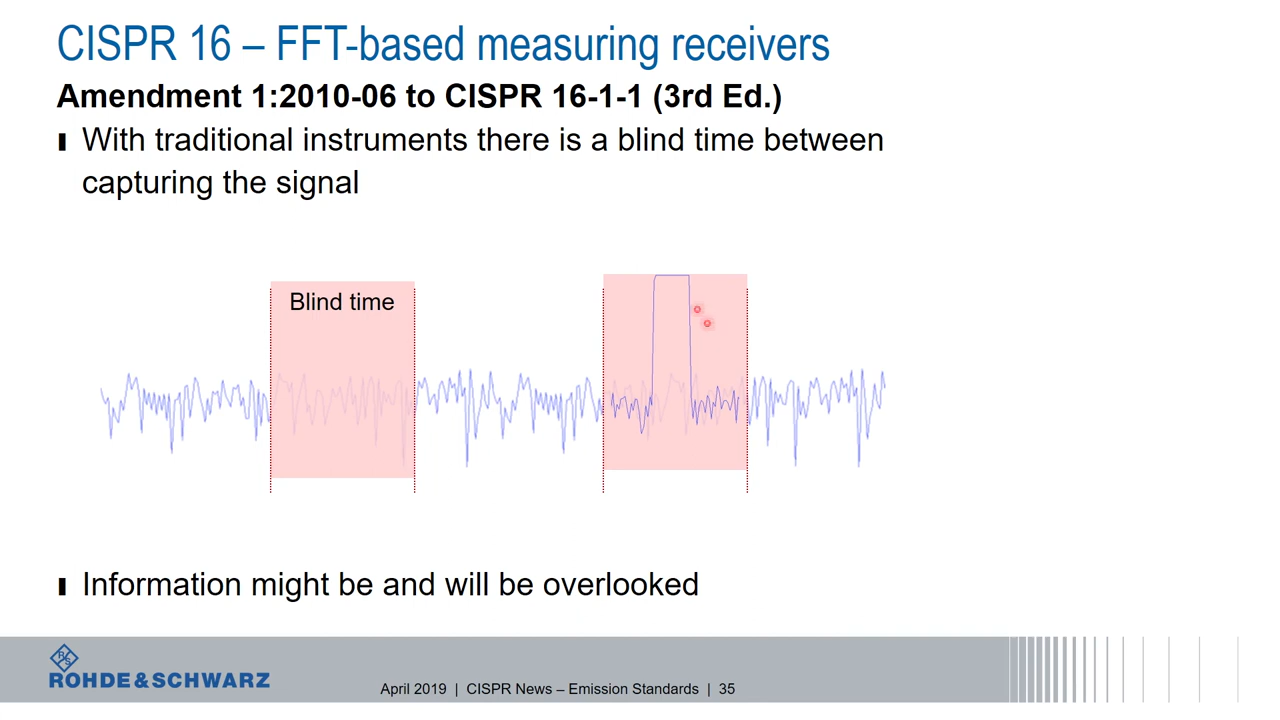 CISPR 16 – FFT-based measuring receivers
Amendment 1:2010-06 to CISPR 16-1-1 (3rd Ed.)
With traditional instruments there is a blind time between
capturing the signal
Blind time
Information might be and will be overlooked
R S
ROHDE & SCHWARZ
April 2019 | CISPR News – Emission Standards | 35